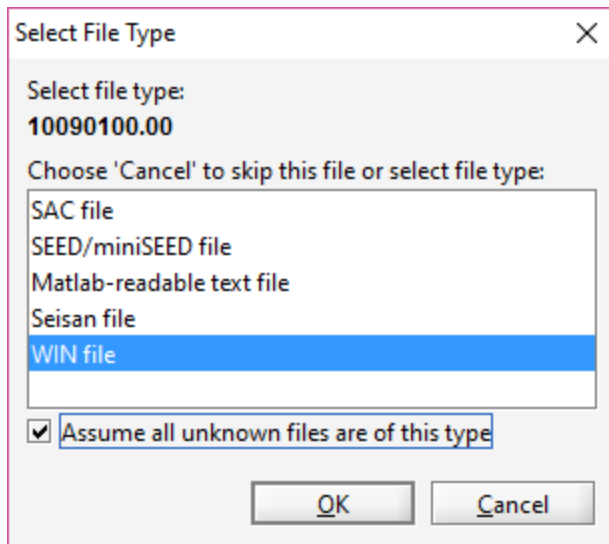 Select File Type
Select file type:
10090100.00
Choose 'Cancel' to skip this file or select file type:
SAC file
SEED/miniSEED file
Matlab-readable text file
Seisan file
WIN file
Assume all unknown files are of this type
OK
Cancel